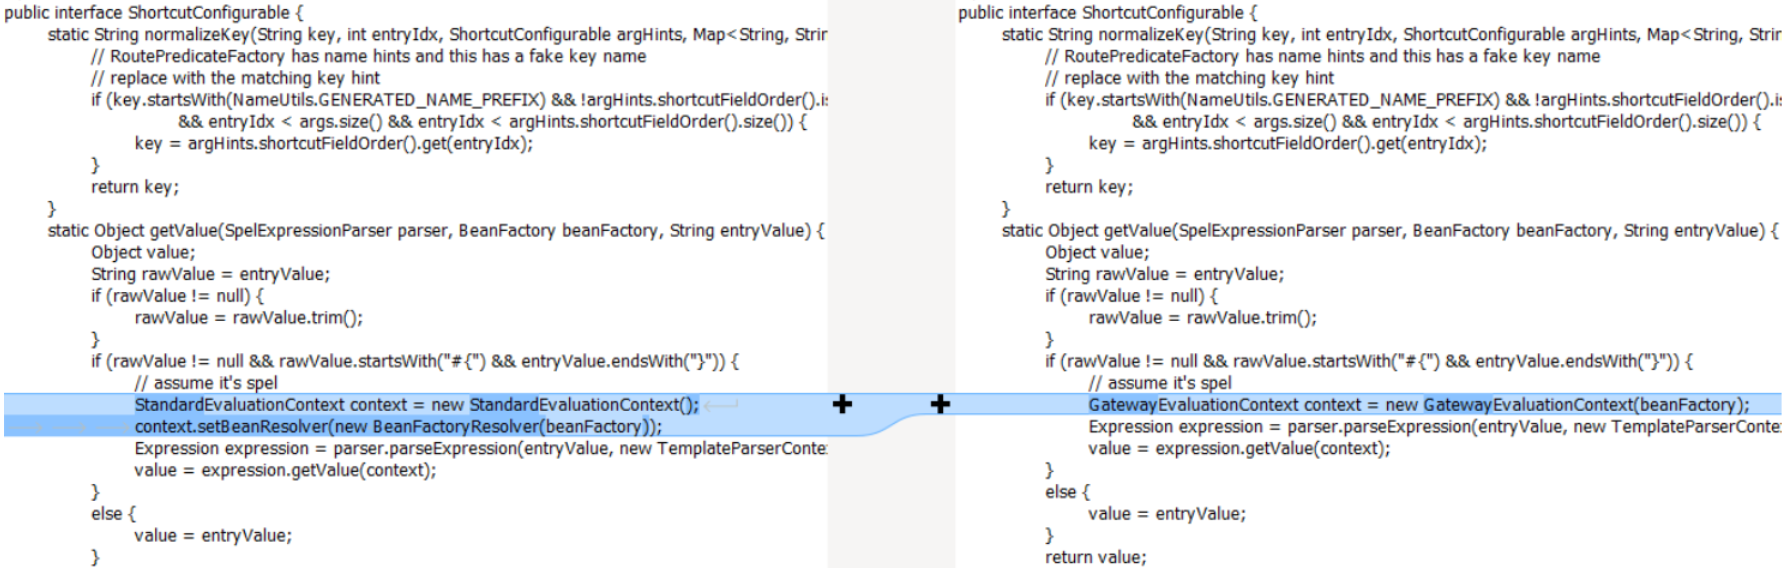 public interface ShortcutConfigurable {
static String normalizeKey(String key, int entryIdx, ShortcutConfigurable argHints, Map<String, Strin
// RoutePredicateFactory has name hints and this has a fake key name
// replace with the matching key hint
if (key.startsWith(NameUtils.GENERATED_NAME_PREFIX) && !argHints.shortcutFieldOrder().is
&& entryIdx < args.size() && entryIdx < argHints.shortcutFieldOrder().size()) {
key = argHints.shortcutFieldOrder().get(entryIdx);
}
return key;
}
static Object getValue(SpelExpressionParser parser, BeanFactory beanFactory, String entryValue) {
Object value;
String rawValue = entryValue;
if (rawValue != null) {
rawValue = rawValue.trim();
}
if (rawValue != null && rawValue.startsWith("#{") && entryValue.endsWith("}")) {
// assume it's spel
StandardEvaluationContext context = new StandardEvaluationContext();
context.setBeanResolver(new BeanFactoryResolver(beanFactory));
Expression expression = parser.parseExpression(entryValue, new TemplateParserContex
value = expression.getValue(context);
}
else {
value = entryValue;
}
public interface ShortcutConfigurable {
static String normalizeKey(String key, int entryIdx, ShortcutConfigurable argHints, Map<String, Strin
// RoutePredicateFactory has name hints and this has a fake key name
// replace with the matching key hint
if (key.startsWith(NameUtils.GENERATED_NAME_PREFIX) && !argHints.shortcutFieldOrder().is
&& entryIdx < args.size() && entryIdx < argHints.shortcutFieldOrder().size()) {
key = argHints.shortcutFieldOrder().get(entryIdx);
}
return key;
}
static Object getValue(SpelExpressionParser parser, BeanFactory beanFactory, String entryValue) {
Object value;
String rawValue = entryValue;
if (rawValue != null) {
rawValue = rawValue.trim();
}
if (rawValue != null && rawValue.startsWith("#{") && entryValue.endsWith("}")) {
// assume it's spel
GatewayEvaluationContext context = new GatewayEvaluationContext(beanFactory);
Expression expression = parser.parseExpression(entryValue, new TemplateParserContex
value = expression.getValue(context);
}
else {
value = entryValue;
}
return value;